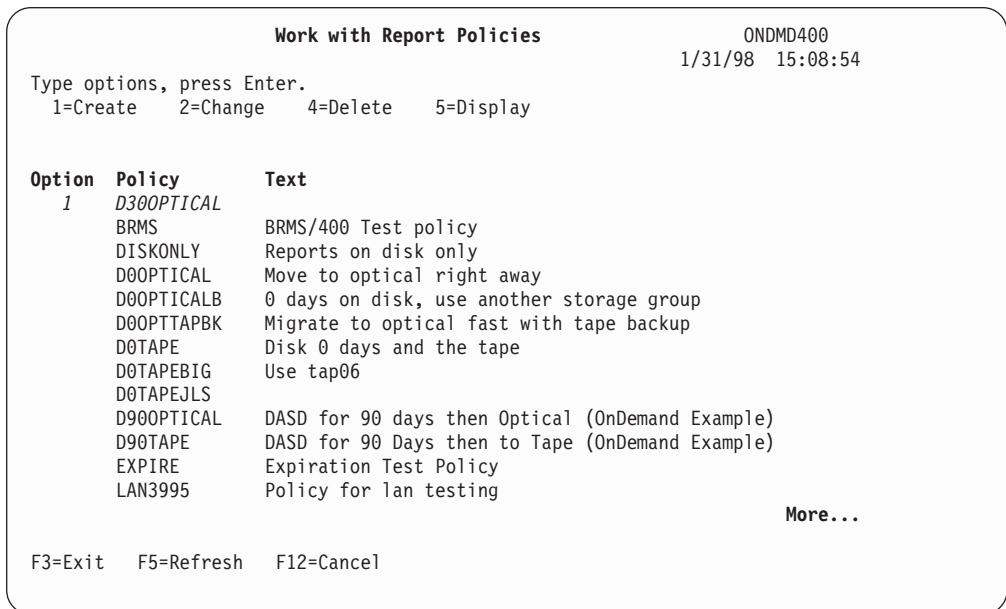 Work with Report Policies ONDMD400
1/31/98 15:08:54
Type options, press Enter.
1=Create 2=Change 4=Delete 5=Display
Option Policy Text
1 D30OPTICAL
BRMS BRMS/400 Test policy
DISKONLY Reports on disk only
D0OPTICAL Move to optical right away
D0OPTICALB 0 days on disk, use another storage group
D0OPTTAPBK Migrate to optical fast with tape backup
D0TAPE Disk 0 days and the tape
D0TAPEBIG Use tap06
D0TAPEJLS
D90OPTICAL DASD for 90 days then Optical (OnDemand Example)
D90TAPE DASD for 90 Days then to Tape (OnDemand Example)
EXPIRE Expiration Test Policy
LAN3995 Policy for lan testing
More...
F3=Exit F5=Refresh F12=Cancel